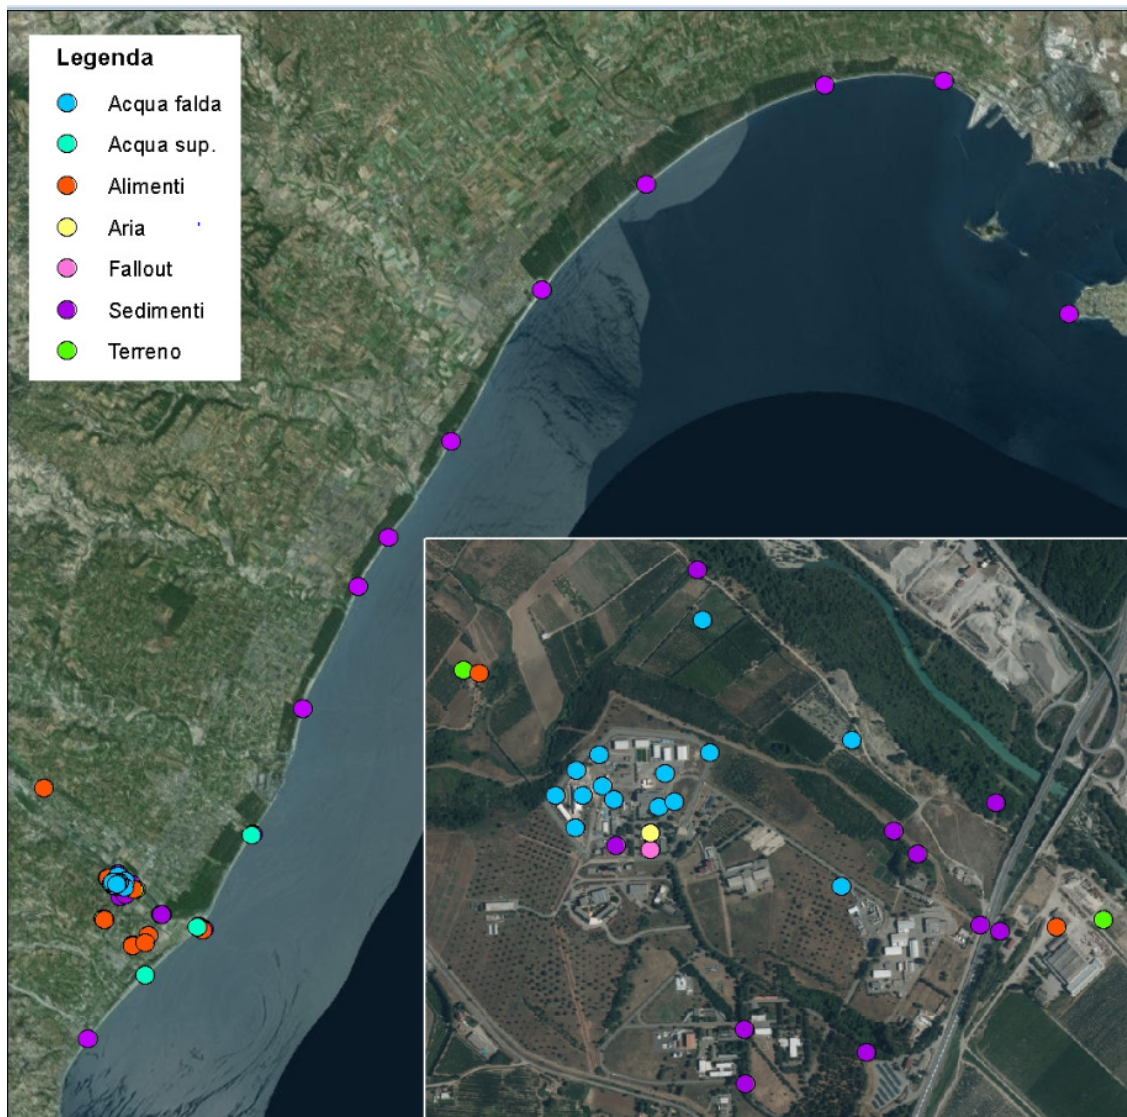 Legenda
Acqua falda
Acqua sup.
Alimenti
Aria
Fallout
Sedimenti
Terreno